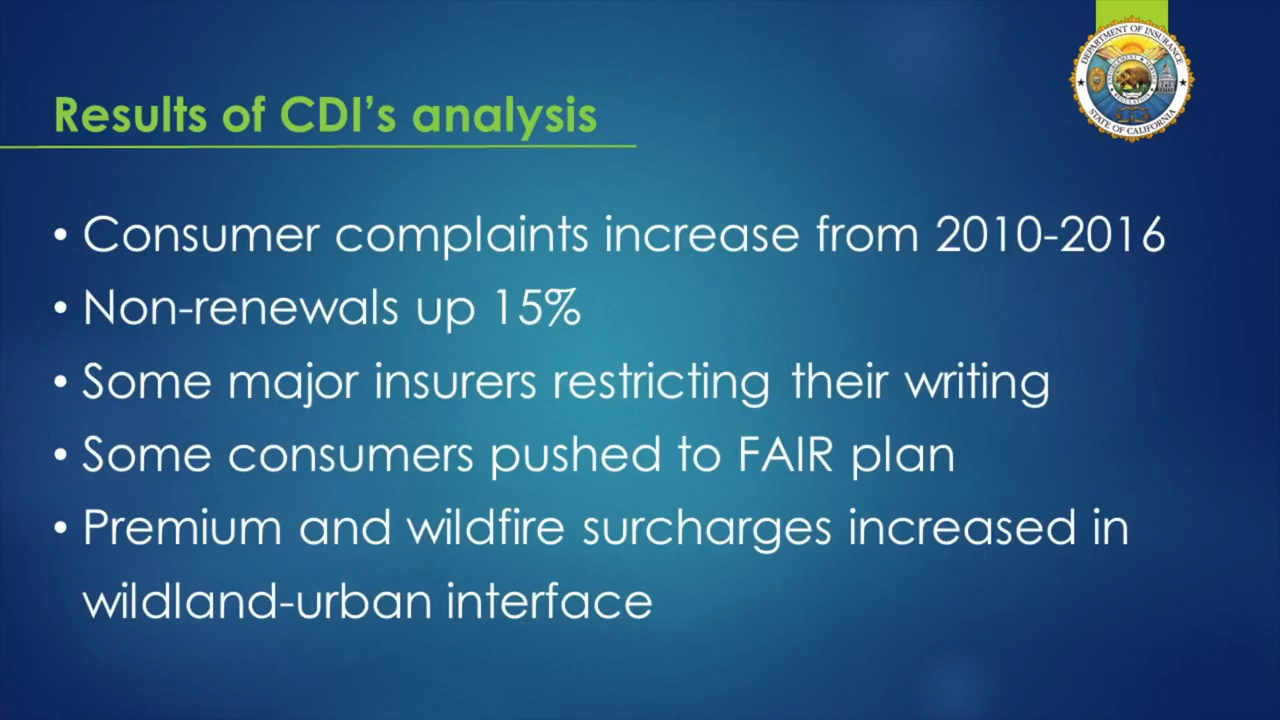 DEPARTMENT OF INSURANCE
STATE OF CALIFORNIA
Results of CDI's analysis
• Consumer complaints increase from 2010-2016
• Non-renewals up 15%
• Some major insurers restricting their writing
• Some consumers pushed to FAIR plan
• Premium and wildfire surcharges increased in
wildland-urban interface